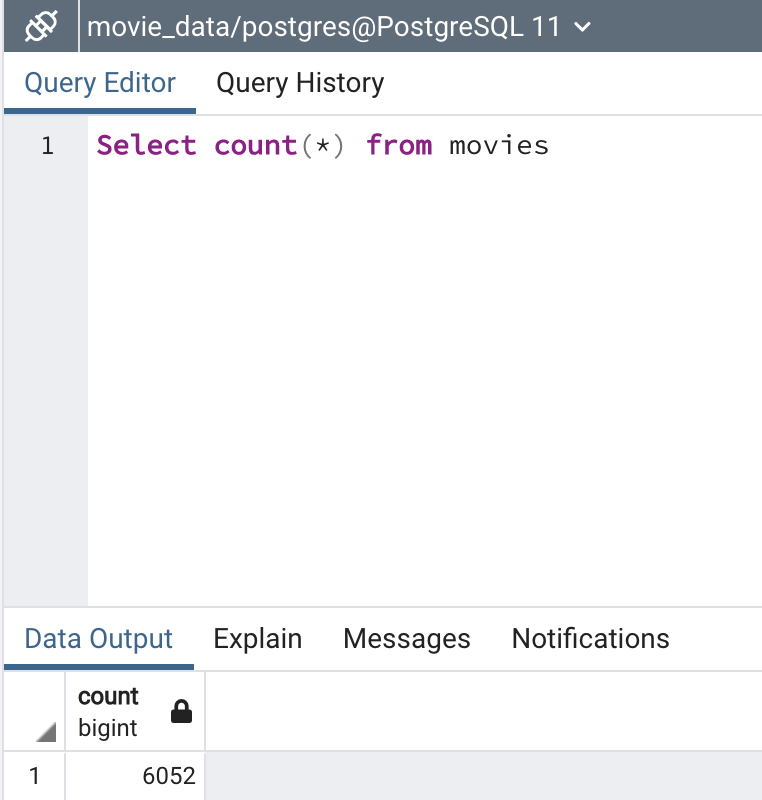 movie_data/postgres@PostgreSQL 11
Query Editor Query History
1 Select count(*) from movies
Data Output Explain Messages Notifications
count
bigint
1 6052